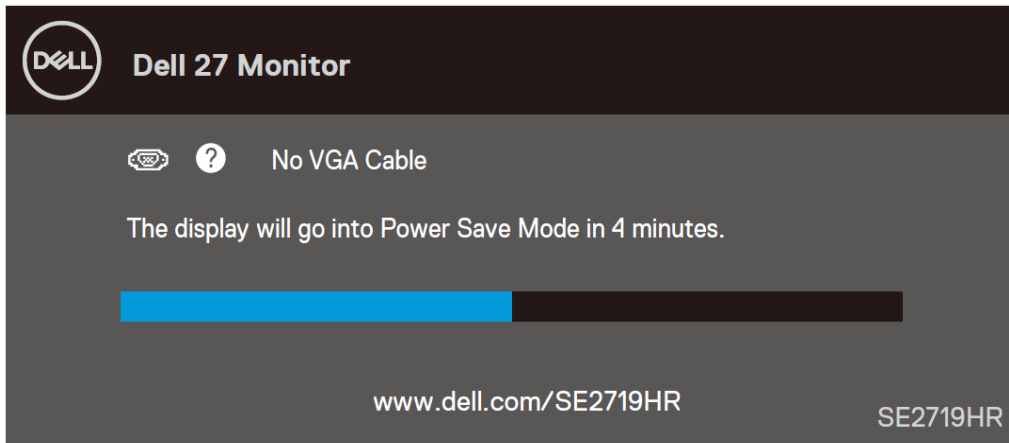 DELL
Dell 27 Monitor
? No VGA Cable
The display will go into Power Save Mode in 4 minutes.
www.dell.com/SE2719HR
SE2719HR